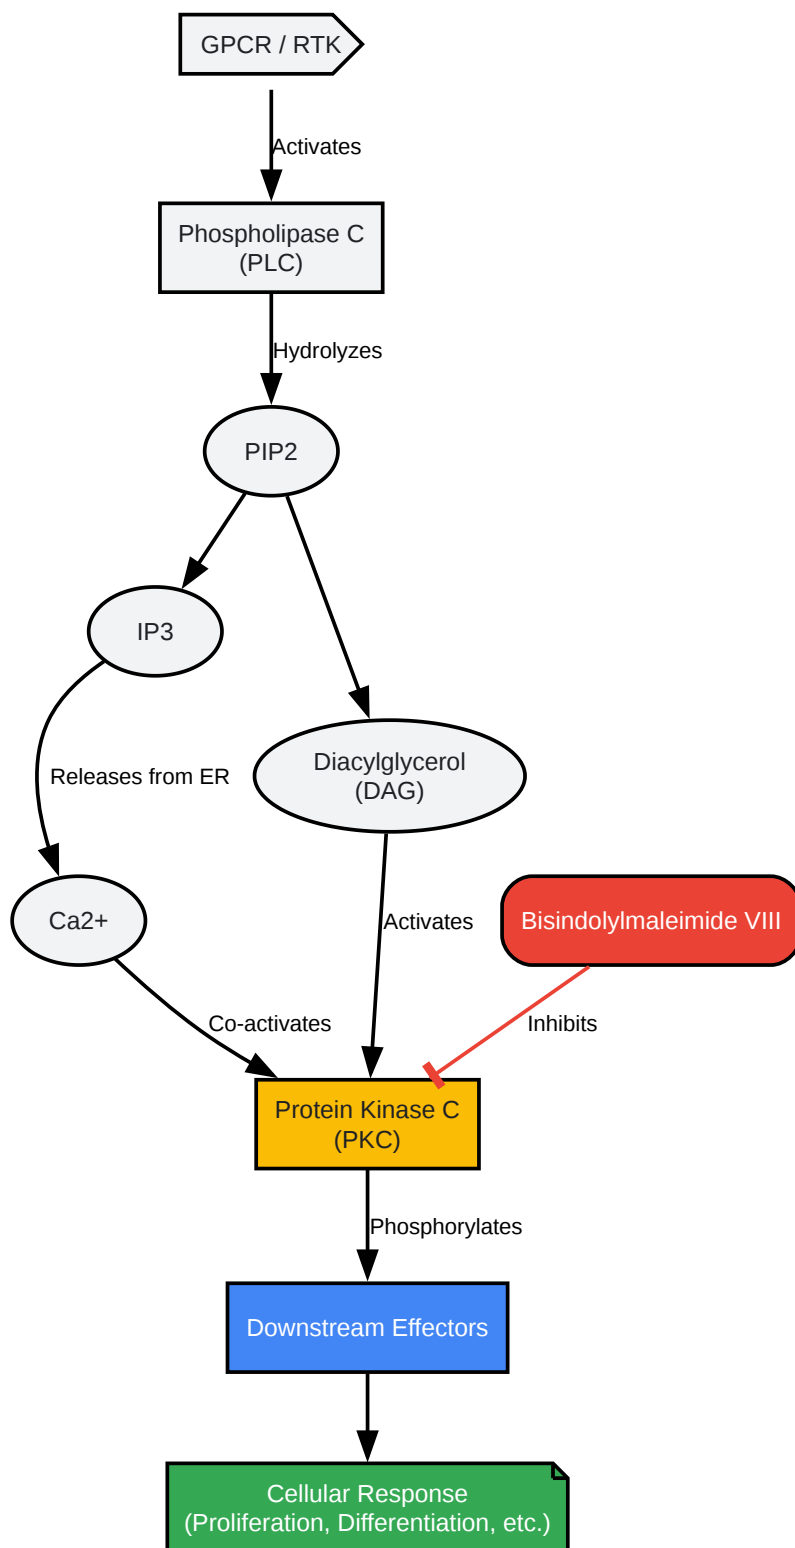 GPCR / RTK
Activates
Phospholipase C
(PLC)
Hydrolyzes
PIP2
IP3
Diacylglycerol
(DAG)
Releases from ER
Ca2+
Activates
Bisindolylmaleimide VIII
Co-activates
Inhibits
Protein Kinase C
(PKC)
Phosphorylates
Downstream Effectors
Cellular Response
(Proliferation, Differentiation, etc.)